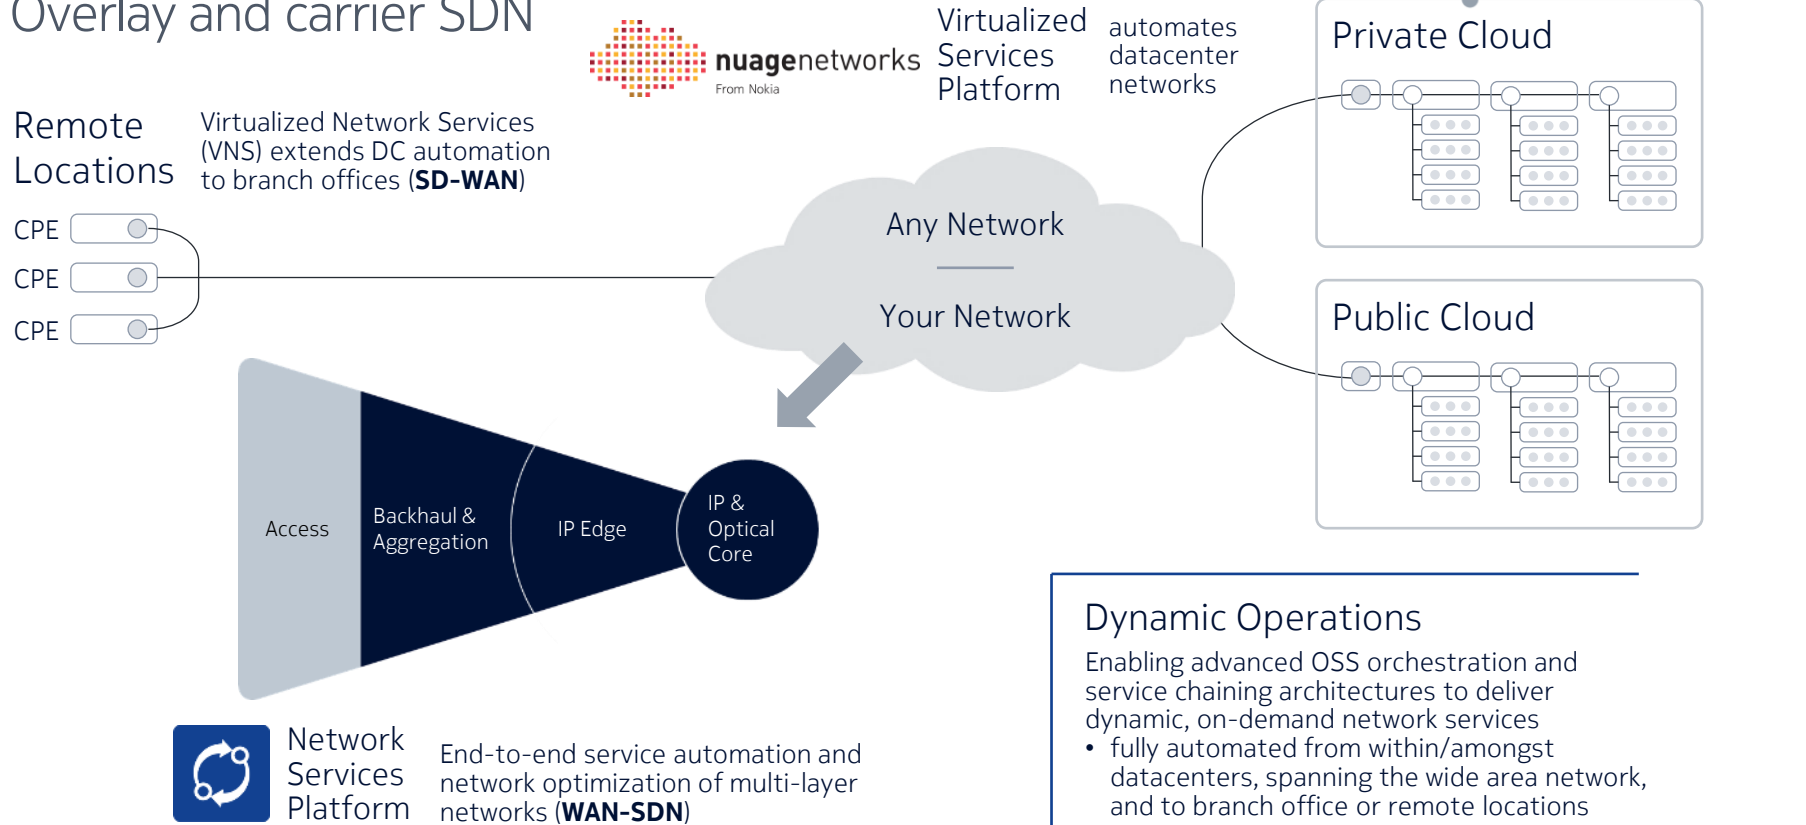 Overlay and carrier SDN
nuagenetworks
From Nokia
Virtualized
Services
Platform
automates
datacenter
networks
Private Cloud
Remote
Locations
Virtualized Network Services
(VNS) extends DC automation
to branch offices (SD-WAN)
CPE
CPE
CPE
Any Network
Your Network
Public Cloud
Access
Backhaul &
Aggregation
IP Edge
IP &
Optical
Core
Network
Services
Platform
End-to-end service automation and
network optimization of multi-layer
networks (WAN-SDN)
Dynamic Operations
Enabling advanced OSS orchestration and
service chaining architectures to deliver
dynamic, on-demand network services
• fully automated from within/amongst
datacenters, spanning the wide area network,
and to branch office or remote locations